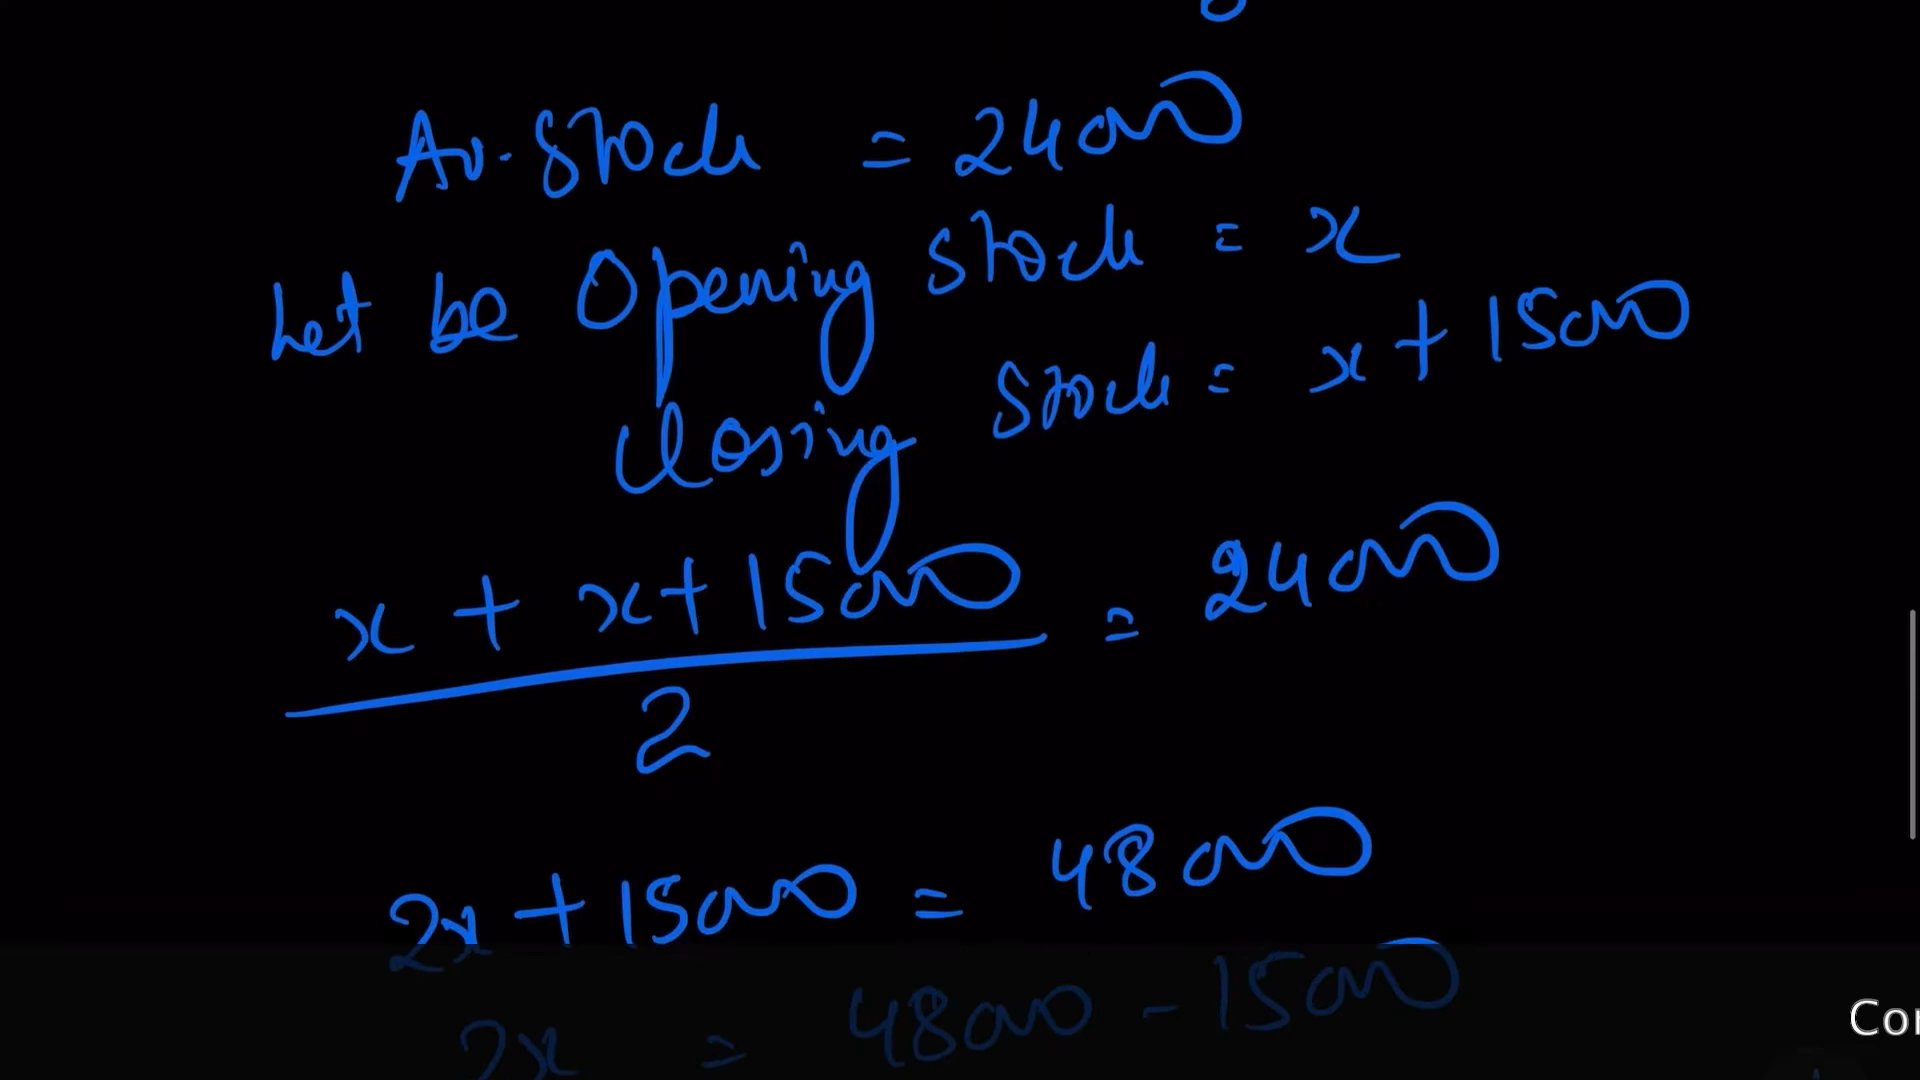 Av. Stock = 24000
Let be Opening Stock = x
Closing Stock = x + 15000
x + x + 15000 = 24000
2
2x + 15000 = 48000
2x = 48000 - 15000